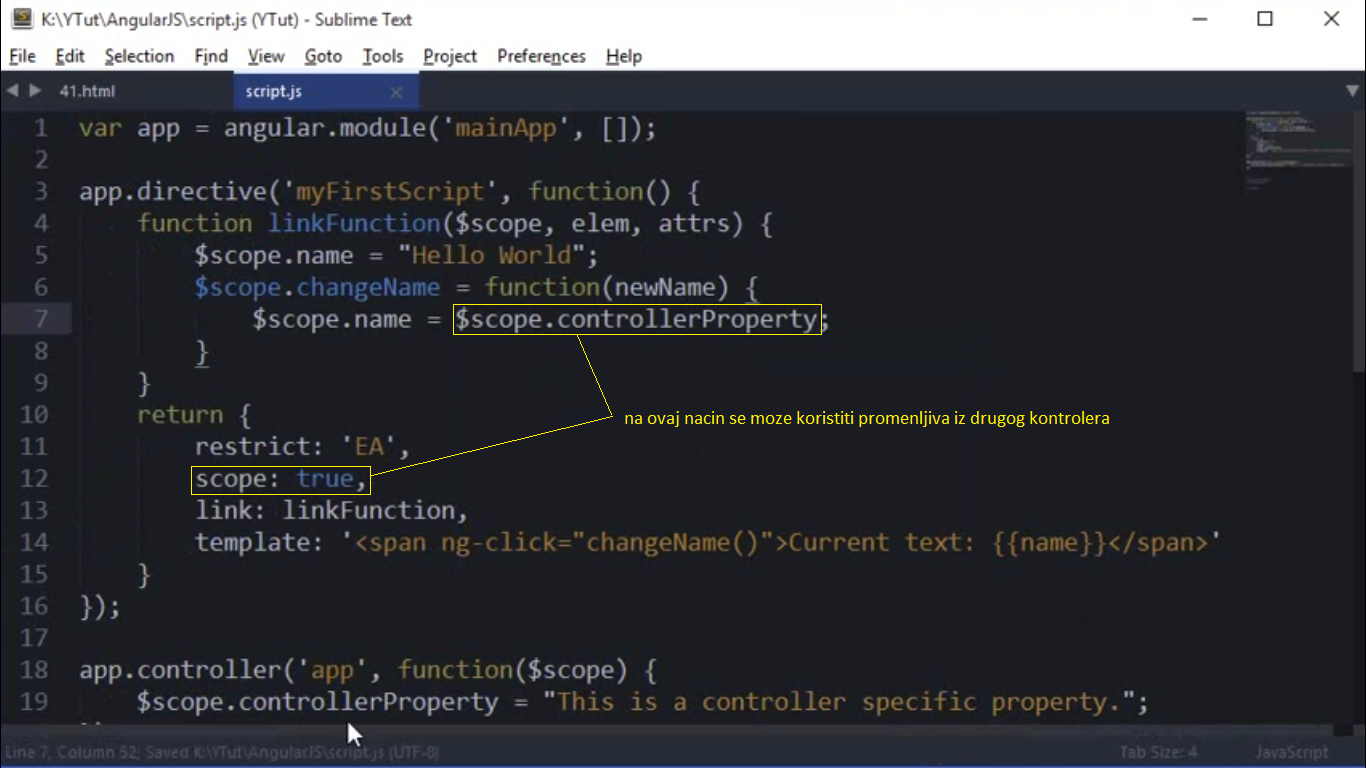 K:\YTut\AngularJS\script.js (YTut) - Sublime Text
File Edit Selection Find View Goto Tools Project Preferences Help
41.html script.js
1 var app = angular.module('mainApp', []);
2
3 app.directive('myFirstScript', function() {
4 function linkFunction($scope, elem, attrs) {
5 $scope.name = "Hello World";
6 $scope.changeName = function(newName) {
7 $scope.name = $scope.controllerProperty;
8 }
9 }
na ovaj nacin se moze koristiti promenljiva iz drugog kontrolera
10 return {
11 restrict: 'EA',
12 scope: true,
13 link: linkFunction,
14 template: '<span ng-click="changeName()">Current text: {{name}}</span>'
15 }
16 });
17
18 app.controller('app', function($scope) {
19 $scope.controllerProperty = "This is a controller specific property.";
Line 7, Column 52; Saved K:\YTut\AngularJS\script.js (UTF-8) Tab Size: 4 JavaScript